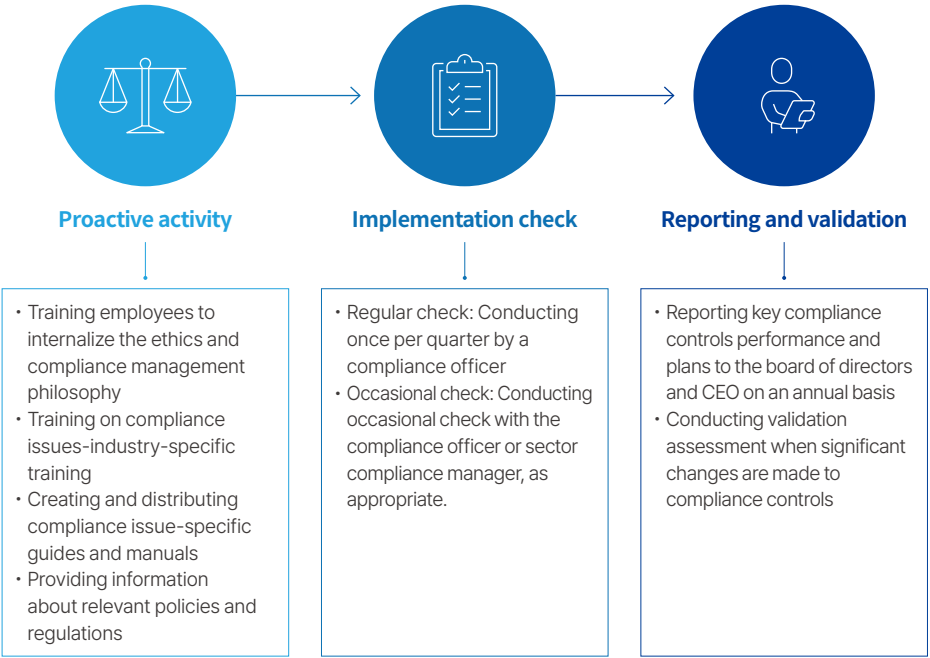 Proactive activity
• Training employees to
internalize the ethics and
compliance management
philosophy
• Training on compliance
issues-industry-specific
training
• Creating and distributing
compliance issue-specific
guides and manuals
• Providing information
about relevant policies and
regulations
Implementation check
• Regular check: Conducting
once per quarter by a
compliance officer
• Occasional check: Conducting
occasional check with the
compliance officer or sector
compliance manager, as
appropriate.
Reporting and validation
• Reporting key compliance
controls performance and
plans to the board of directors
and CEO on an annual basis
• Conducting validation
assessment when significant
changes are made to
compliance controls